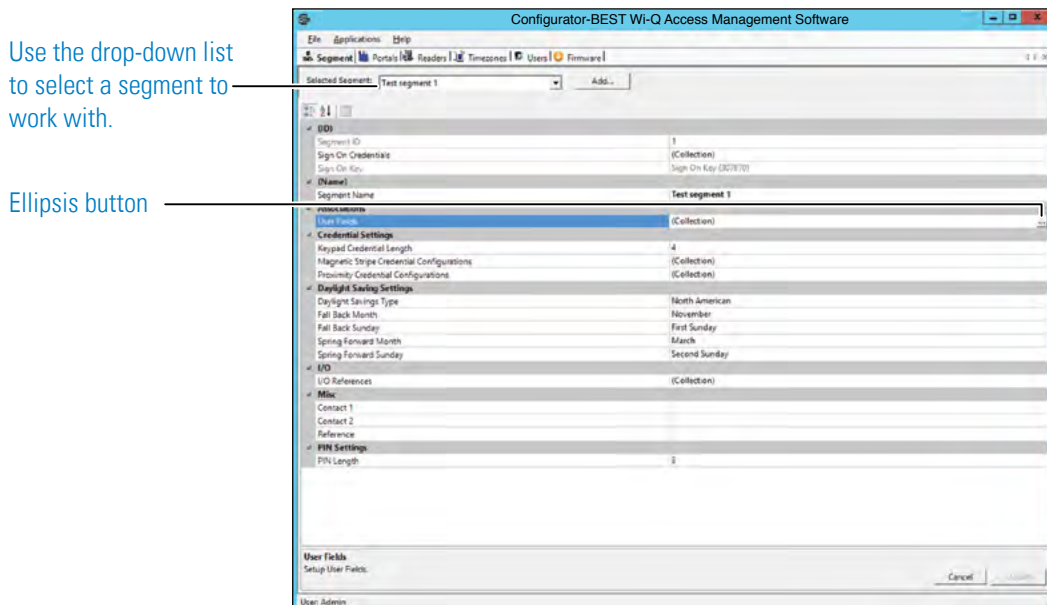 Configurator-BEST Wi-Q Access Management Software
File Applications Help
Segment Portals Readers Timezones Users Firmware
Use the drop-down list
to select a segment to
work with.
Selected Segment: Test segment 1 Add...
(ID)
Segment ID 1
Sign On Credentials (Collection)
Sign On Key Sign On Key (307870)
(Name)
Segment Name Test segment 1
Ellipsis button
Associations
User Fields (Collection)
Credential Settings
Keypad Credential Length 4
Magnetic Stripe Credential Configurations (Collection)
Proximity Credential Configurations (Collection)
Daylight Saving Settings
Daylight Savings Type North American
Fall Back Month November
Fall Back Sunday First Sunday
Spring Forward Month March
Spring Forward Sunday Second Sunday
I/O
I/O References (Collection)
Misc
Contact 1
Contact 2
Reference
PIN Settings
PIN Length
User Fields
Setup User Fields.
Cancel
User: Admin